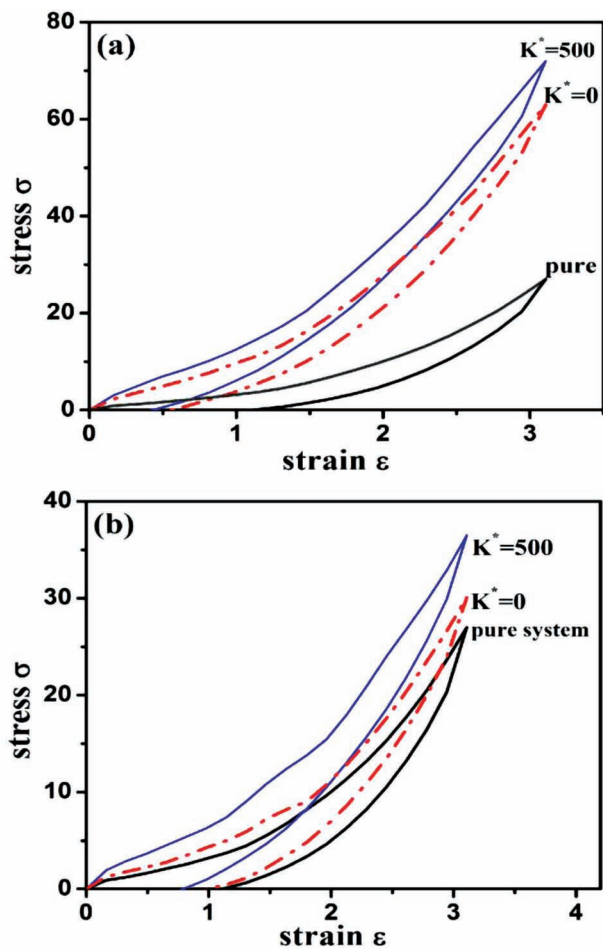 (a)
80
60
40
20
0
stress σ
K*=500
K*=0
pure
0 1 2 3
strain ε
(b)
40
30
20
10
0
stress σ
K*=500
K*=0
pure system
0 1 2 3 4
strain ε